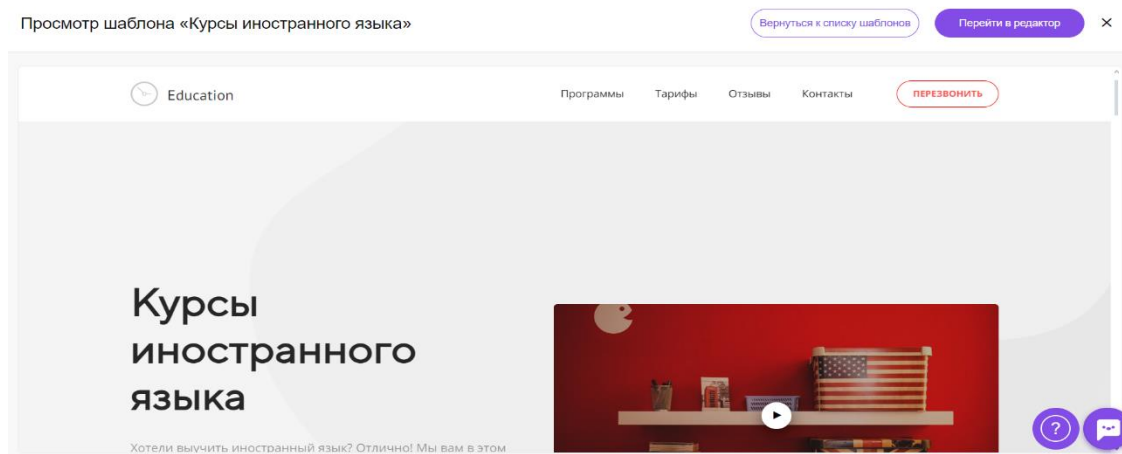 Просмотр шаблона «Курсы иностранного языка»
Вернуться к списку шаблонов
Перейти в редактор
Education
Программы
Тарифы
Отзывы
Контакты
ПЕРЕЗВОНИТЬ
Курсы
иностранного
языка
Хотели выучить иностранный язык? Отлично! Мы вам в этом